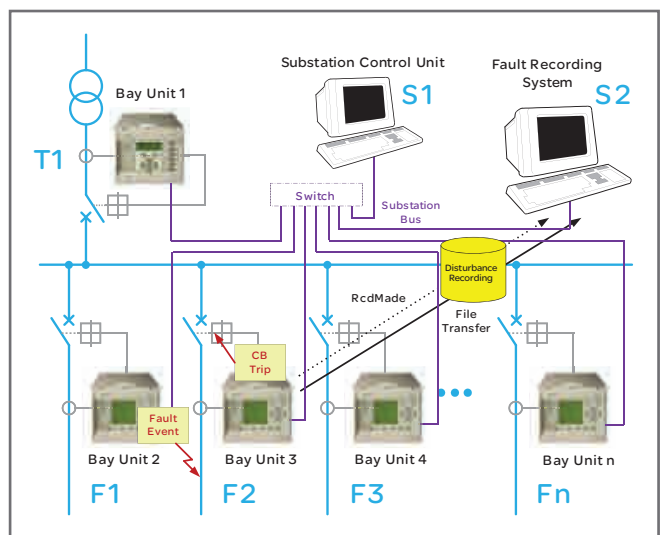 Substation Control Unit
Fault Recording
System
Bay Unit 1
S1
S2
T1
Switch
Substation
Bus
Disturbance
Recording
RcdMade
File
Transfer
CB
Trip
Fault
Event
Bay Unit 2
Bay Unit 3
Bay Unit 4
Bay Unit n
F1
F2
F3
Fn